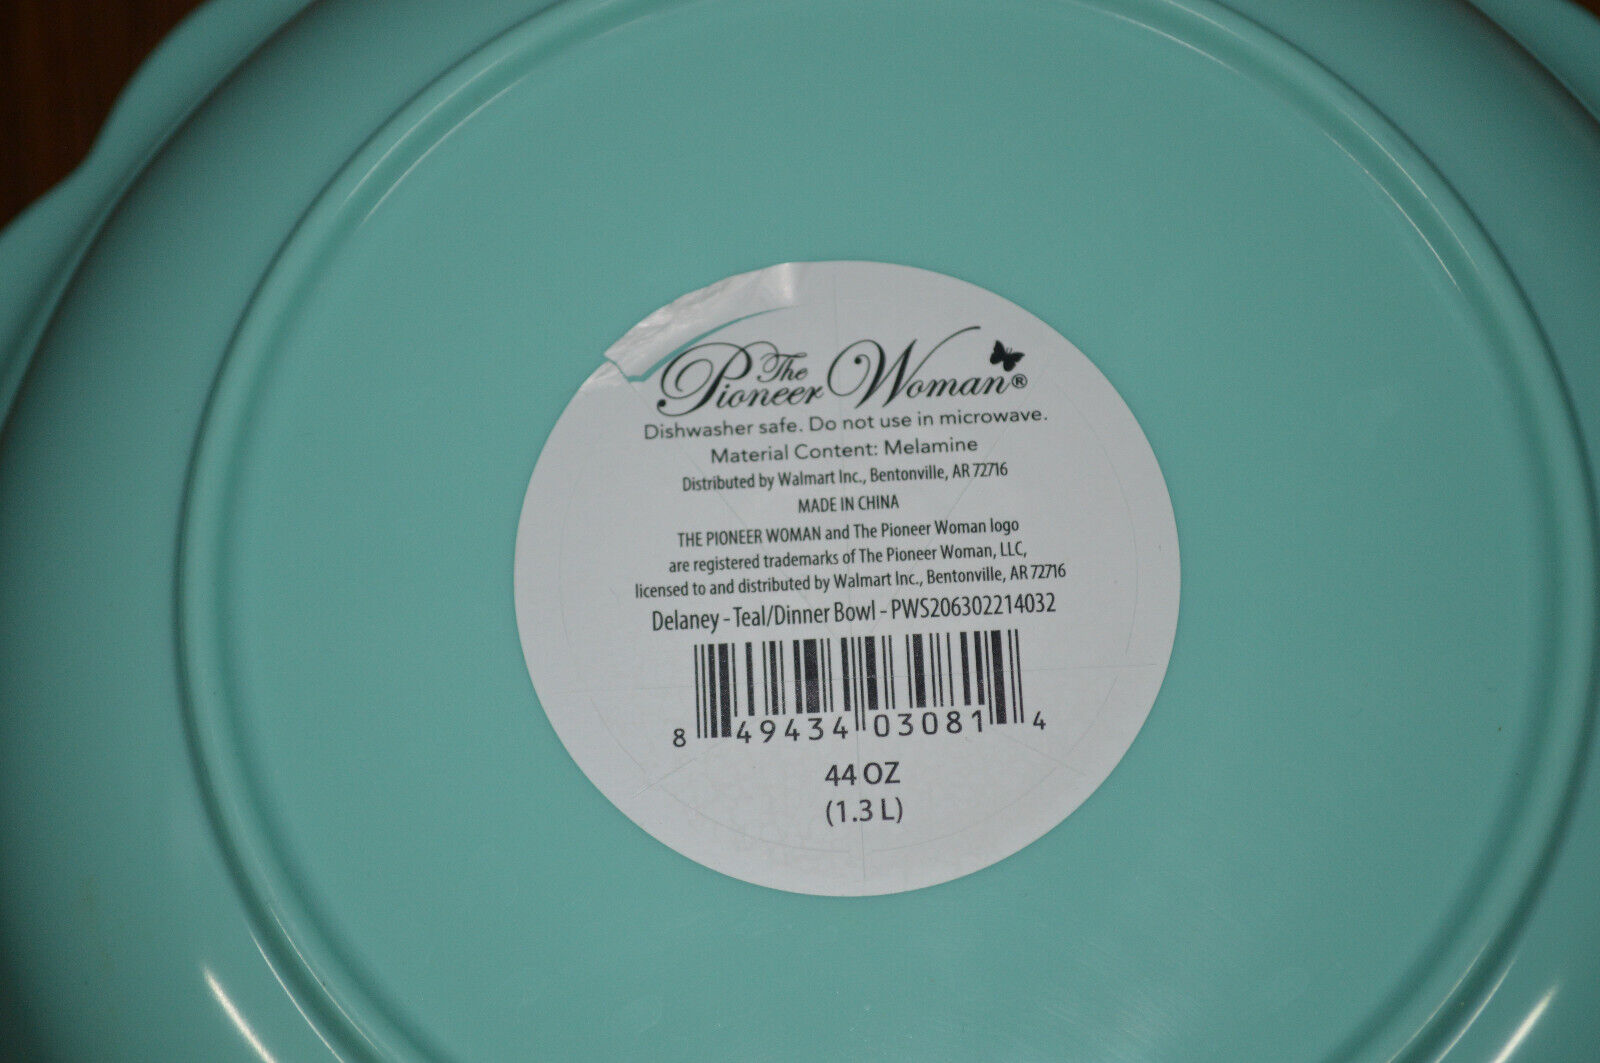 The Pioneer Woman®
Dishwasher safe. Do not use in microwave.
Material Content: Melamine
Distributed by Walmart Inc., Bentonville, AR 72716
MADE IN CHINA
THE PIONEER WOMAN and The Pioneer Woman logo
are registered trademarks of The Pioneer Woman, LLC,
licensed to and distributed by Walmart Inc., Bentonville, AR 72716
Delaney - Teal/Dinner Bowl - PWS206302214032
8 49434 03081 4
44 OZ
(1.3 L)